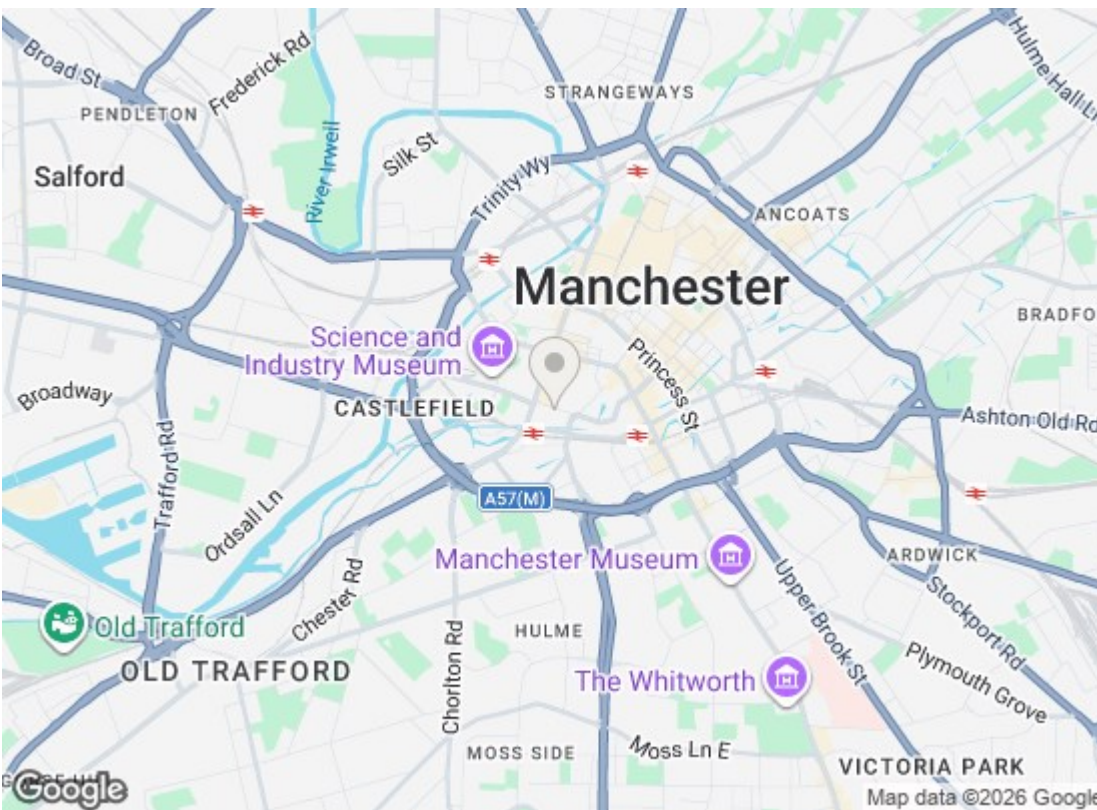 Broad St
Frederick Rd
Hulme Hall Ln
STRANGEWAYS
PENDLETON
Silk St
Salford
River Irwell
Trinity Wy
ANCOATS
Manchester
BRADFO
Science and
Industry Museum
Princess St
Broadway
CASTLEFIELD
Ashton Old Rd
Trafford Rd
A57(M)
Ordsall Ln
Manchester Museum
ARDWICK
Chester Rd
Upper Brook St
Stockport Rd
Old Trafford
HULME
Chorlton Rd
OLD TRAFFORD
The Whitworth
Plymouth Grove
MOSS SIDE
Moss Ln E
VICTORIA PARK
Google
Map data ©2026 Google